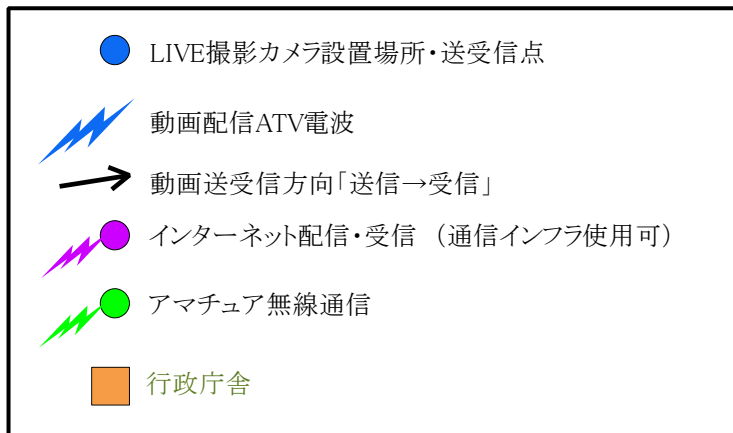 LIVE撮影カメラ設置場所・送受信点
動画配信ATV電波
動画送受信方向「送信→受信」
インターネット配信・受信 (通信インフラ使用可)
アマチュア無線通信
行政庁舎